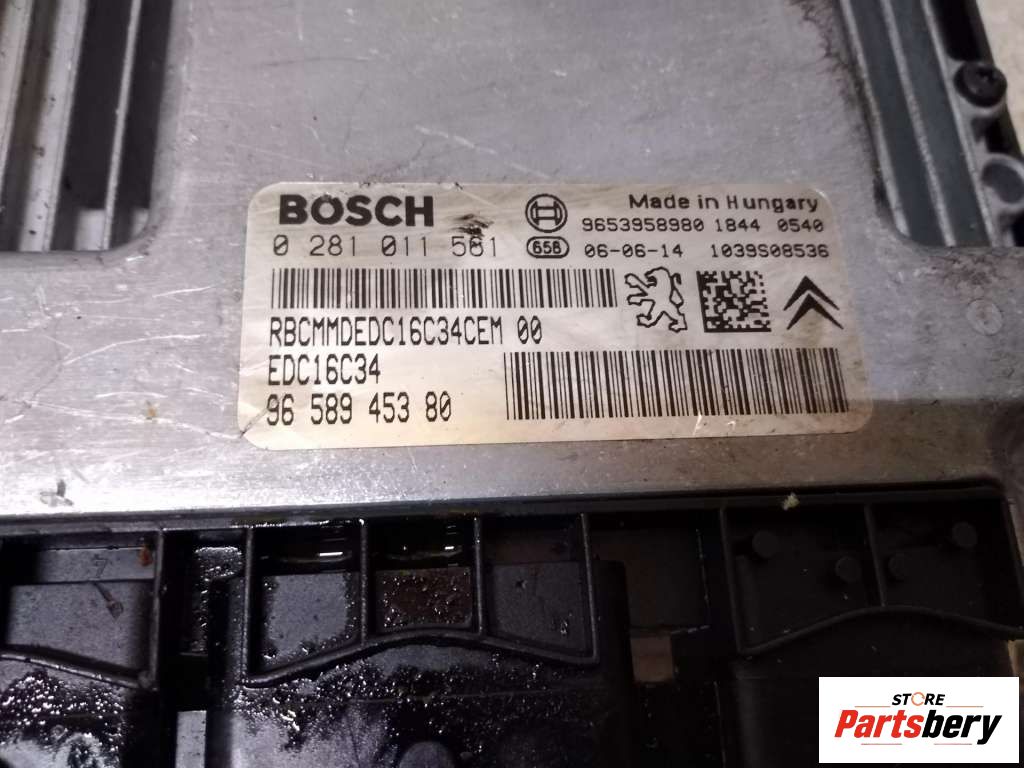 BOSCH
Made in Hungary
9653958980 1844 0540
0 281 011 561
658
06-06-14 1039S08536
RBCMMDEDC16C34CEM 00
EDC16C34
96 589 453 80
STORE
Partsbery